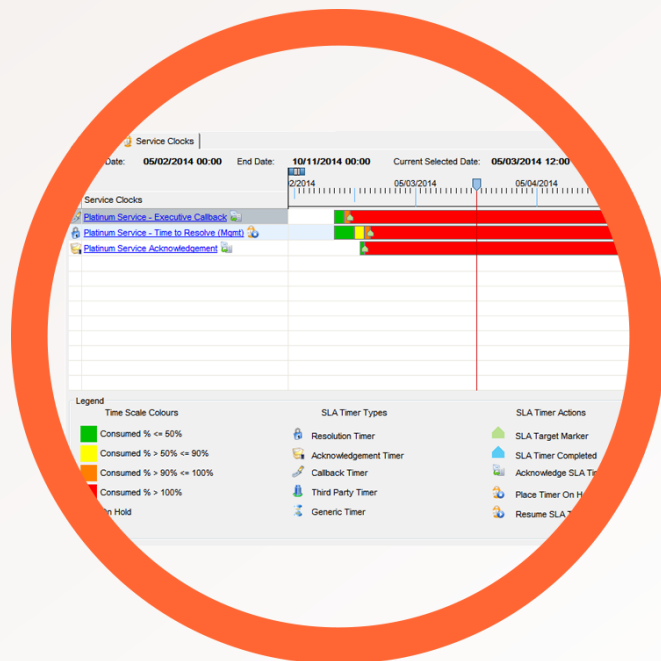 Service Clocks
Date: 05/02/2014 00:00 End Date: 10/11/2014 00:00 Current Selected Date: 05/03/2014 12:00
2/2014 05/03/2014 05/04/2014
Service Clocks
Platinum Service - Executive Callback
Platinum Service - Time to Resolve (Mgmt)
Platinum Service Acknowledgement
Legend
Time Scale Colours SLA Timer Types SLA Timer Actions
Consumed % <= 50% Resolution Timer SLA Target Marker
Consumed % > 50% <= 90% Acknowledgement Timer SLA Timer Completed
Consumed % > 90% <= 100% Callback Timer Acknowledge SLA
Consumed % > 100% Third Party Timer Place Timer On
On Hold Generic Timer Resume SLA